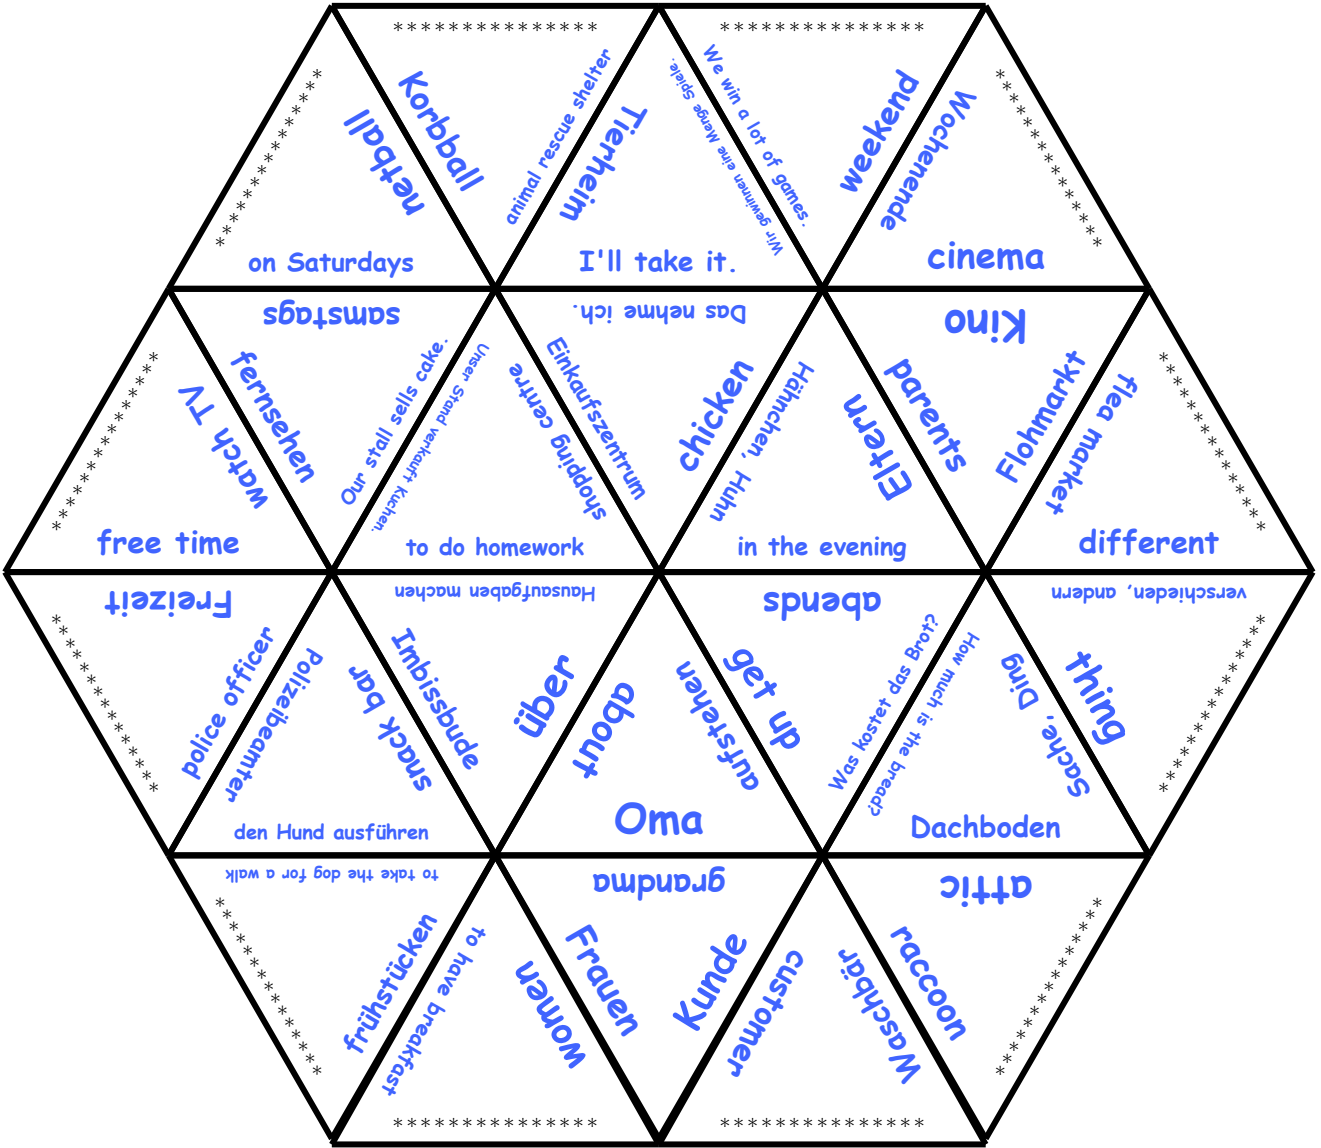 ***************
***************
***************
netball
Korbball
animal rescue shelter
Tierheim
Wir gewinnen eine Menge Spiele.
We win a lot of games.
weekend
Wochenende
***************
on Saturdays
I'll take it.
cinema
samstags
Das nehme ich.
Kino
***************
watch TV
fernsehen
Our stall sells cake.
Unser Stand verkauft Kuchen.
shopping centre
Einkaufszentrum
chicken
Hähnchen, Huhn
Eltern
parents
Flohmarkt
flea market
***************
free time
to do homework
in the evening
different
Freizeit
Hausaufgaben machen
abends
verschieden, andern
***************
police officer
Polizeibeamter
snack bar
Imbissbude
über
about
aufstehen
get up
Was kostet das Brot?
How much is the bread?
Sache, Ding
thing
***************
den Hund ausführen
Oma
Dachboden
to take the dog for a walk
grandma
attic
***************
frühstücken
to have breakfast
women
Frauen
Kunde
customer
Waschbär
raccoon
***************
***************
***************